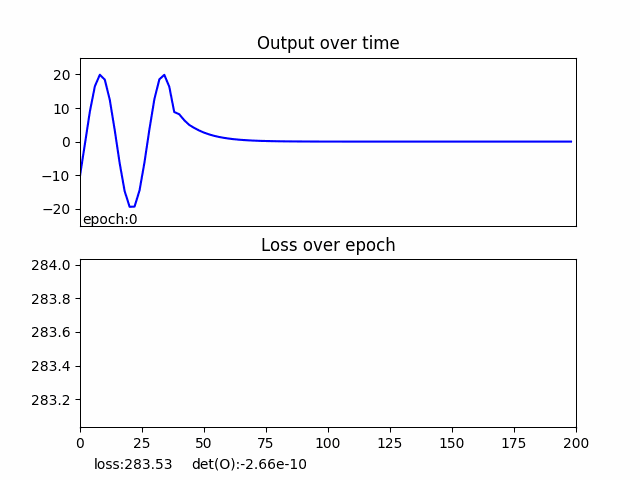 Output over time
20
10
0
−10
−20
epoch:0
Loss over epoch
284.0
283.8
283.6
283.4
283.2
0 25 50 75 100 125 150 175 200
loss:283.53 det(O):-2.66e-10